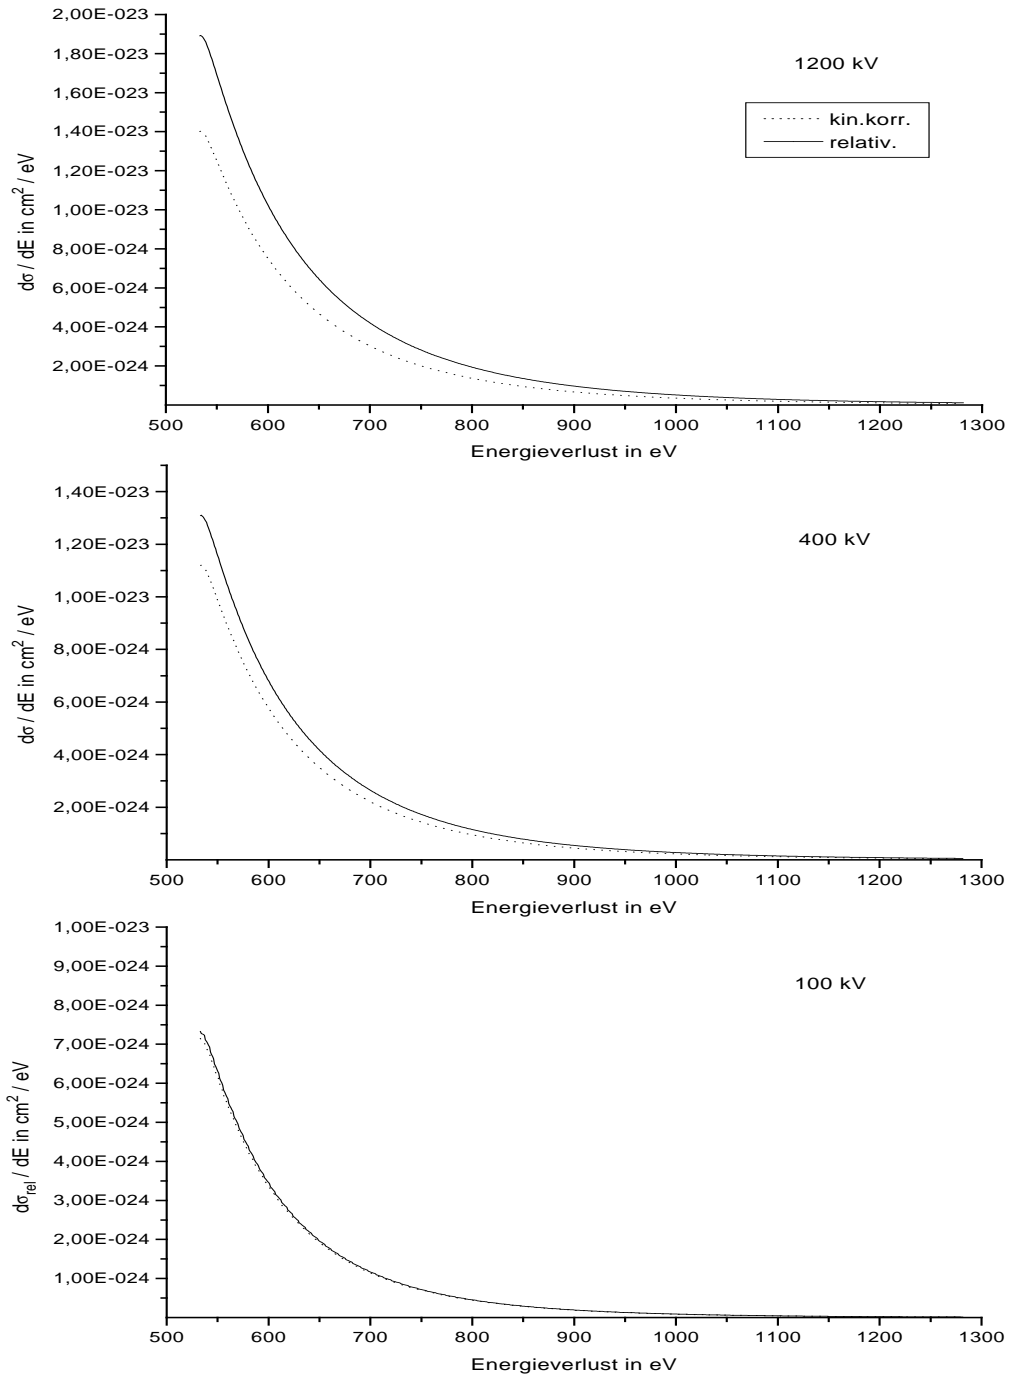 2,00E-023
1,80E-023
1,60E-023
1,40E-023
1,20E-023
1,00E-023
8,00E-024
6,00E-024
4,00E-024
2,00E-024
dσ / dE in cm² / eV
1200 kV
kin.korr.
relativ.
500 600 700 800 900 1000 1100 1200 1300
Energieverlust in eV
1,40E-023
1,20E-023
1,00E-023
8,00E-024
6,00E-024
4,00E-024
2,00E-024
dσ / dE in cm² / eV
400 kV
500 600 700 800 900 1000 1100 1200 1300
Energieverlust in eV
1,00E-023
9,00E-024
8,00E-024
7,00E-024
6,00E-024
5,00E-024
4,00E-024
3,00E-024
2,00E-024
1,00E-024
dσrel / dE in cm² / eV
100 kV
500 600 700 800 900 1000 1100 1200 1300
Energieverlust in eV